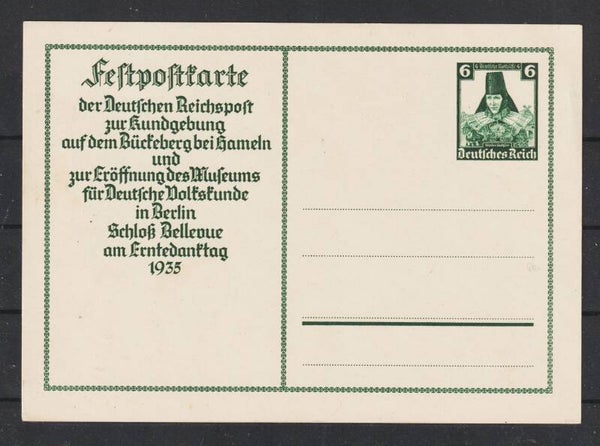 Festpostkarte
der Deutschen Reichspost
zur Kundgebung
auf dem Bückeberg bei Hameln
und
zur Eröffnung des Museums
für Deutsche Volkskunde
in Berlin
Schloß Bellevue
am Erntedanktag
1935
6 6
Deutsches Reich